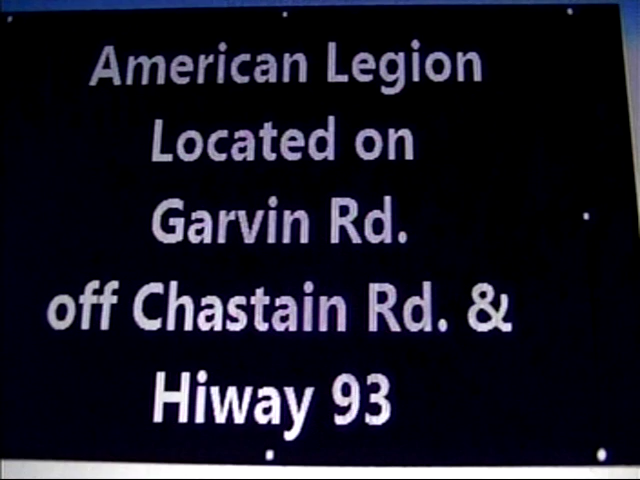 American Legion
Located on
Garvin Rd.
off Chastain Rd. &
Hiway 93